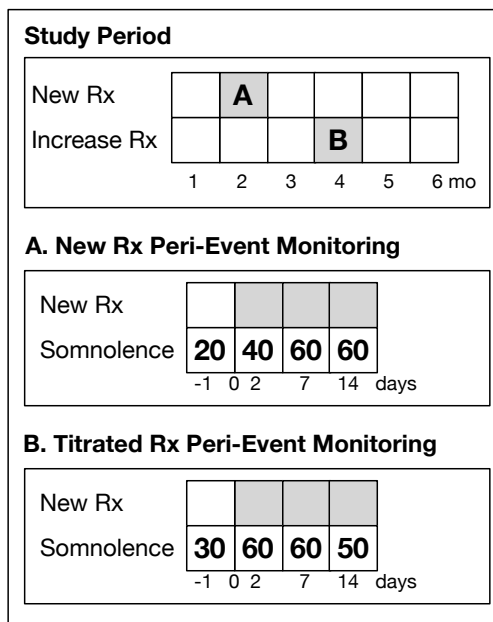 Study Period
New Rx A
Increase Rx B
1 2 3 4 5 6 mo
A. New Rx Peri-Event Monitoring
New Rx
Somnolence 20 40 60 60
-1 0 2 7 14 days
B. Titrated Rx Peri-Event Monitoring
New Rx
Somnolence 30 60 60 50
-1 0 2 7 14 days